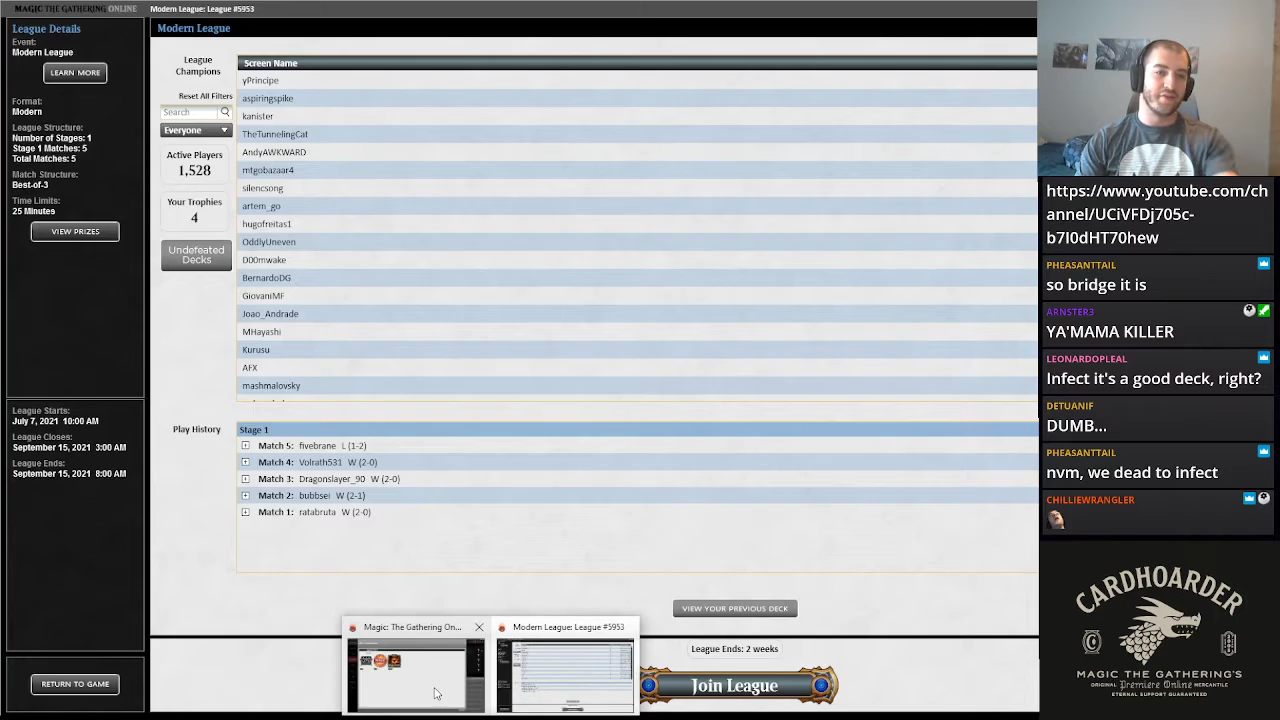 MAGIC THE GATHERING ONLINE
Modern League: League #5953
League Details
Event:
Modern League
LEARN MORE
Format:
Modern
League Structure:
Number of Stages: 1
Stage 1 Matches: 5
Total Matches: 5
Match Structure:
Best-of-3
Time Limits:
25 Minutes
VIEW PRIZES
League Starts:
July 7, 2021 10:00 AM
League Closes:
September 15, 2021 3:00 AM
League Ends:
September 15, 2021 8:00 AM
RETURN TO GAME
Modern League
League
Champions
Reset All Filters
Search
Everyone
Active Players
1,528
Your Trophies
4
Undefeated
Decks
Screen Name
yPrincipe
aspiringspike
kanister
TheTunnelingCat
AndyAWKWARD
mtgobazaar4
silencsong
artem_go
hugofreitas1
OddlyUneven
D00mwake
BernardoDG
GiovaniMF
Joao_Andrade
MHayashi
Kurusu
AFX
mashmalovsky
Play History
Stage 1
Match 5: fivebrane L (1-2)
Match 4: Volrath531 W (2-0)
Match 3: Dragonslayer_90 W (2-0)
Match 2: bubbsei W (2-1)
Match 1: ratabruta W (2-0)
VIEW YOUR PREVIOUS DECK
Magic: The Gathering On...
Modern League: League #5953
League Ends: 2 weeks
Join League
https://www.youtube.com/ch
annel/UCiVFDj705c-
b7I0dHT70hew
PHEASANTTAIL
so bridge it is
ARNSTER3
YA'MAMA KILLER
LEONARDOPLEAL
Infect it's a good deck, right?
DETUANIF
DUMB...
PHEASANTTAIL
nvm, we dead to infect
CHILLIEWRANGLER
CARDHOARDER
MAGIC THE GATHERING'S
ORIGINAL Premiere Online MERCANTILE
ETERNAL SUPPORT GUARANTEED